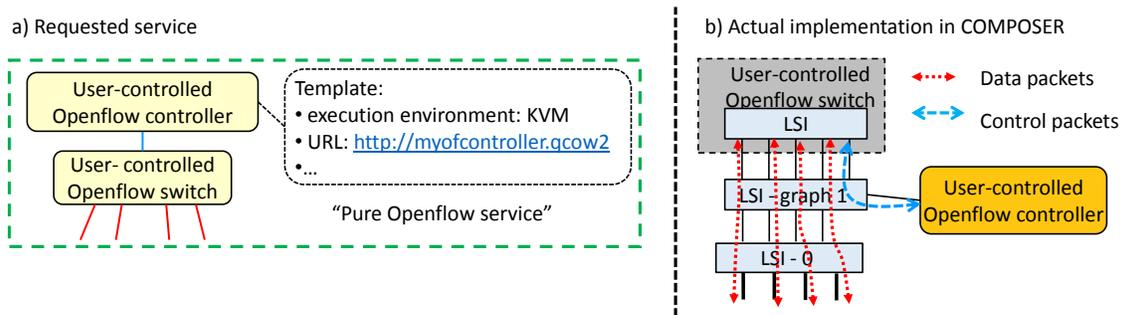 a) Requested service
User-controlled
Openflow controller
User- controlled
Openflow switch
Template:
• execution environment: KVM
• URL: http://myofcontroller.qcow2
•...
“Pure Openflow service”
b) Actual implementation in COMPOSER
User-controlled
Openflow switch
LSI
LSI - graph 1
LSI - 0
Data packets
Control packets
User-controlled
Openflow controller